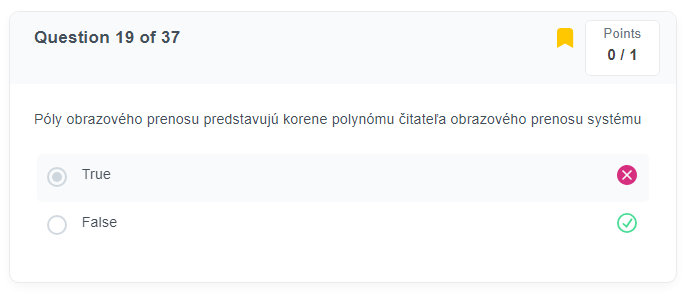 Question 19 of 37
Points
0 / 1
Póly obrazového prenosu predstavujú korene polynómu čitateľa obrazového prenosu systému
True
False